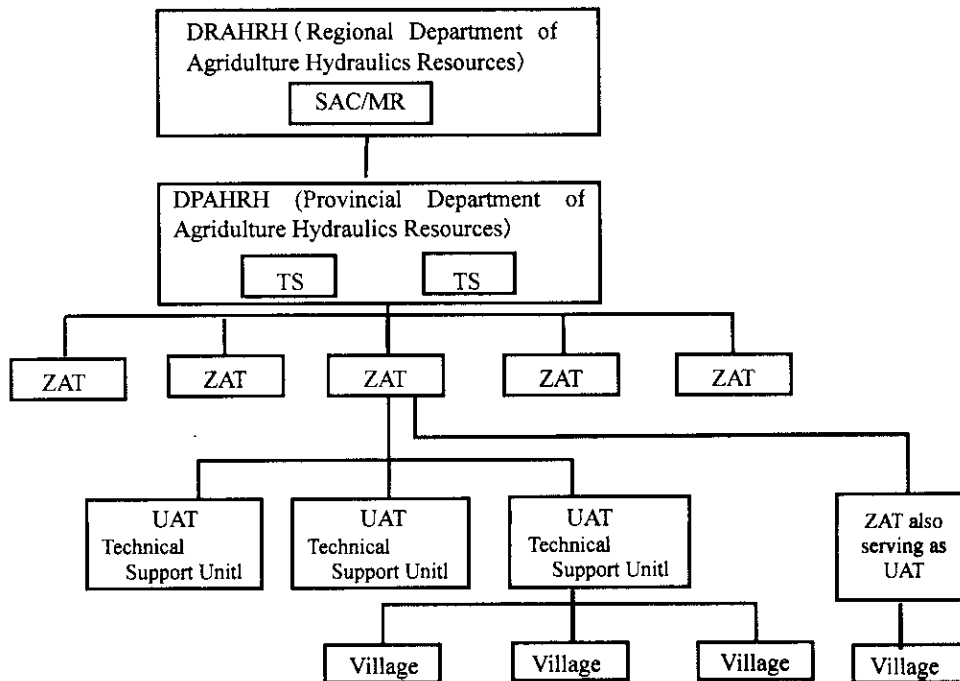 DRAHRH (Regional Department of
Agridulture Hydraulics Resources)
SAC/MR
DPAHRH (Provincial Department of
Agridulture Hydraulics Resources)
TS
TS
ZAT
ZAT
ZAT
ZAT
ZAT
UAT
Technical
Support Unitl
UAT
Technical
Support Unitl
UAT
Technical
Support Unitl
ZAT also
serving as
UAT
Village
Village
Village
Village